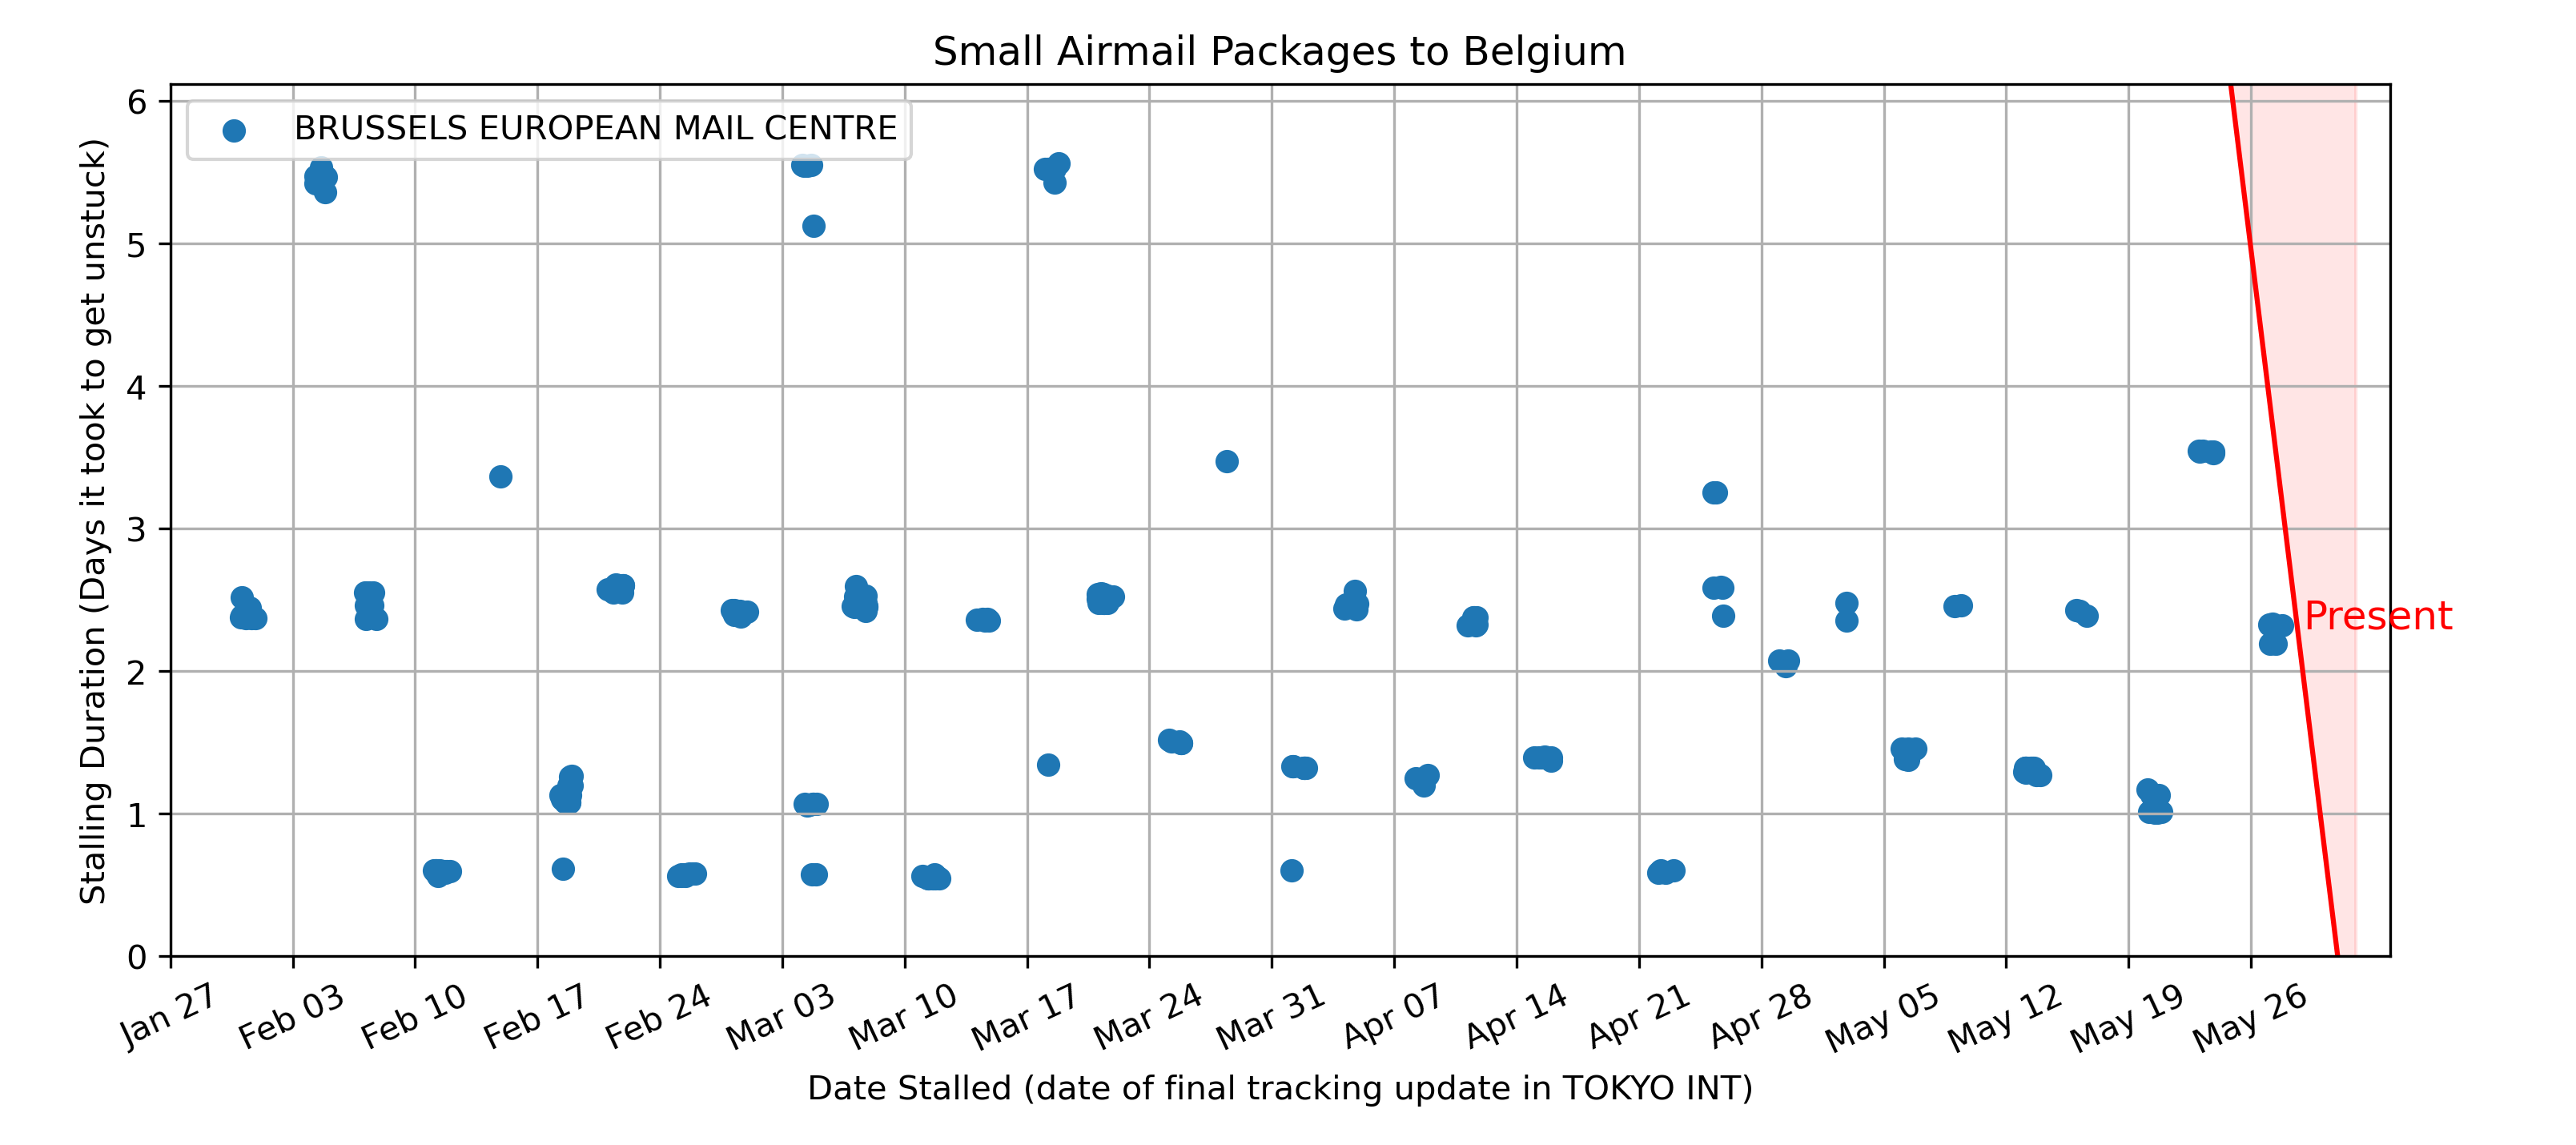 Small Airmail Packages to Belgium
BRUSSELS EUROPEAN MAIL CENTRE
Stalling Duration (Days it took to get unstuck)
6
5
4
3
2
1
0
Present
Jan 27
Feb 03
Feb 10
Feb 17
Feb 24
Mar 03
Mar 10
Mar 17
Mar 24
Mar 31
Apr 07
Apr 14
Apr 21
Apr 28
May 05
May 12
May 19
May 26
Date Stalled (date of final tracking update in TOKYO INT)